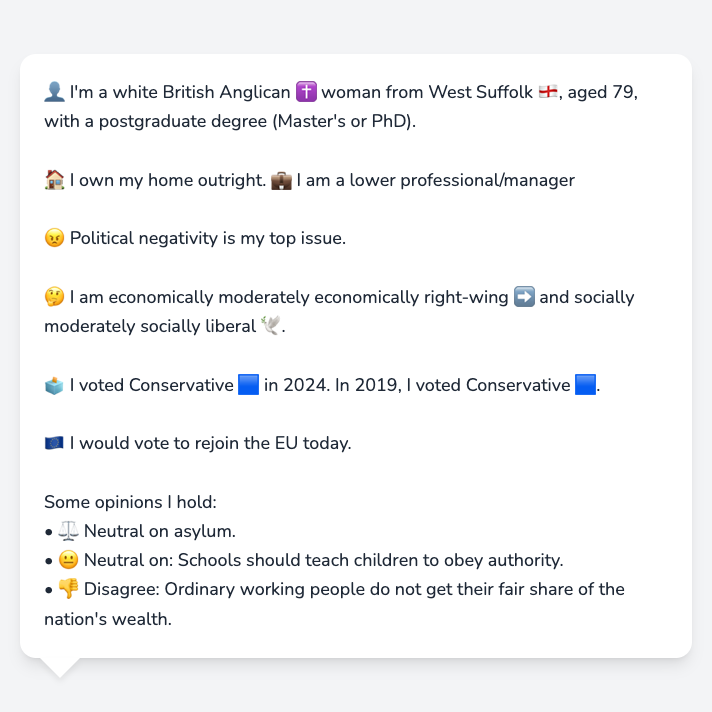 👤 I'm a white British Anglican ✝️ woman from West Suffolk 🏴󠁧󠁢󠁥󠁮󠁧󠁿, aged 79,
with a postgraduate degree (Master's or PhD).
🏠 I own my home outright. 💼 I am a lower professional/manager
😠 Political negativity is my top issue.
🤔 I am economically moderately economically right-wing ➡️ and socially
moderately socially liberal 🕊️.
🗳️ I voted Conservative 🟦 in 2024. In 2019, I voted Conservative 🟦.
🇪🇺 I would vote to rejoin the EU today.
Some opinions I hold:
• ⚖️ Neutral on asylum.
• 😐 Neutral on: Schools should teach children to obey authority.
• 👎 Disagree: Ordinary working people do not get their fair share of the
nation's wealth.